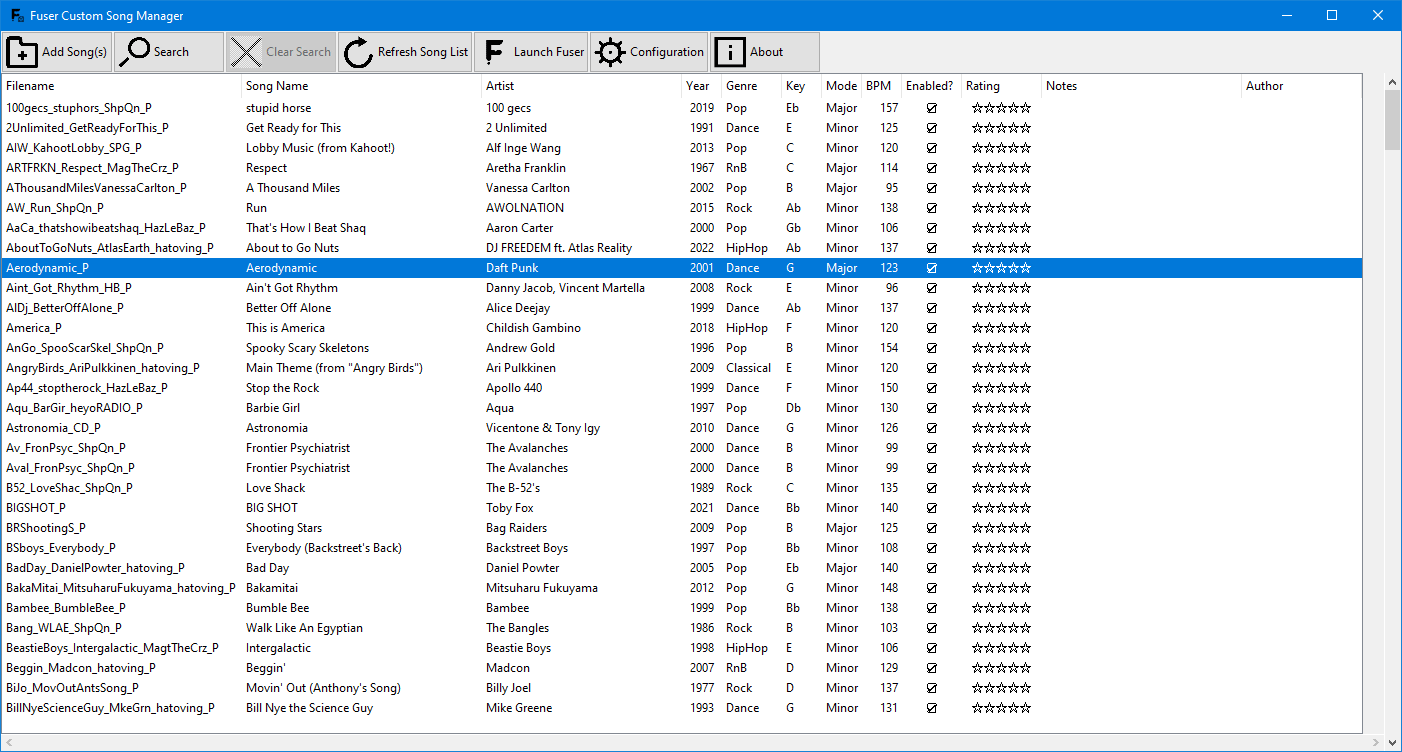 Fuser Custom Song Manager
Add Song(s) Search Clear Search Refresh Song List Launch Fuser Configuration About
Filename Song Name Artist Year Genre Key Mode BPM Enabled? Rating Notes Author
100gecs_stuphors_ShpQn_P stupid horse 100 gecs 2019 Pop Eb Major 157
2Unlimited_GetReadyForThis_P Get Ready for This 2 Unlimited 1991 Dance E Minor 125
AIW_KahootLobby_SPG_P Lobby Music (from Kahoot!) Alf Inge Wang 2013 Pop C Minor 120
ARTFRKN_Respect_MagTheCrz_P Respect Aretha Franklin 1967 RnB C Major 114
AThousandMilesVanessaCarlton_P A Thousand Miles Vanessa Carlton 2002 Pop B Major 95
AW_Run_ShpQn_P Run AWOLNATION 2015 Rock Ab Minor 138
AaCa_thatshowibeatshaq_HazLeBaz_P That's How I Beat Shaq Aaron Carter 2000 Pop Gb Minor 106
AboutToGoNuts_AtlasEarth_hatoving_P About to Go Nuts DJ FREEDEM ft. Atlas Reality 2022 HipHop Ab Minor 137
Aerodynamic_P Aerodynamic Daft Punk 2001 Dance G Major 123
Aint_Got_Rhythm_HB_P Ain't Got Rhythm Danny Jacob, Vincent Martella 2008 Rock E Minor 96
AlDj_BetterOffAlone_P Better Off Alone Alice Deejay 1999 Dance Ab Minor 137
America_P This is America Childish Gambino 2018 HipHop F Minor 120
AnGo_SpooScarSkel_ShpQn_P Spooky Scary Skeletons Andrew Gold 1996 Pop B Minor 154
AngryBirds_AriPulkkinen_hatoving_P Main Theme (from "Angry Birds") Ari Pulkkinen 2009 Classical E Minor 120
Ap44_stoptherock_HazLeBaz_P Stop the Rock Apollo 440 1999 Dance F Minor 150
Aqu_BarGir_heyoRADIO_P Barbie Girl Aqua 1997 Pop Db Minor 130
Astronomia_CD_P Astronomia Vicentone & Tony Igy 2010 Dance G Minor 126
Av_FronPsyc_ShpQn_P Frontier Psychiatrist The Avalanches 2000 Dance B Minor 99
Aval_FronPsyc_ShpQn_P Frontier Psychiatrist The Avalanches 2000 Dance B Minor 99
B52_LoveShac_ShpQn_P Love Shack The B-52's 1989 Rock C Minor 135
BIGSHOT_P BIG SHOT Toby Fox 2021 Dance Bb Minor 140
BRShootingS_P Shooting Stars Bag Raiders 2009 Pop B Major 125
BSboys_Everybody_P Everybody (Backstreet's Back) Backstreet Boys 1997 Pop Bb Minor 108
BadDay_DanielPowter_hatoving_P Bad Day Daniel Powter 2005 Pop Eb Major 140
BakaMitai_MitsuharuFukuyama_hatoving_P Bakamitai Mitsuharu Fukuyama 2012 Pop G Minor 148
Bambee_BumbleBee_P Bumble Bee Bambee 1999 Pop Bb Minor 138
Bang_WLAE_ShpQn_P Walk Like An Egyptian The Bangles 1986 Rock B Minor 103
BeastieBoys_Intergalactic_MagtTheCrz_P Intergalactic Beastie Boys 1998 HipHop E Minor 106
Beggin_Madcon_hatoving_P Beggin' Madcon 2007 RnB D Minor 129
BiJo_MovOutAntsSong_P Movin' Out (Anthony's Song) Billy Joel 1977 Rock D Minor 137
BillNyeScienceGuy_MkeGrn_hatoving_P Bill Nye the Science Guy Mike Greene 1993 Dance G Minor 131